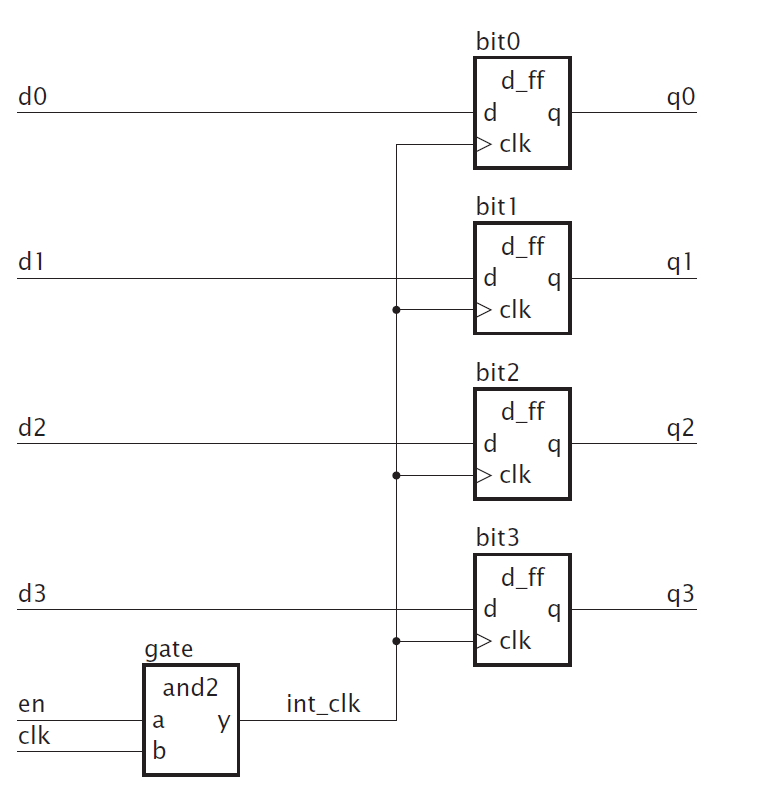 bit0
d_ff
d0
d q
q0
clk
bit1
d_ff
d1
d q
q1
clk
bit2
d_ff
d2
d q
q2
clk
bit3
d_ff
d3
d q
q3
clk
gate
and2
en
a y
int_clk
clk
b